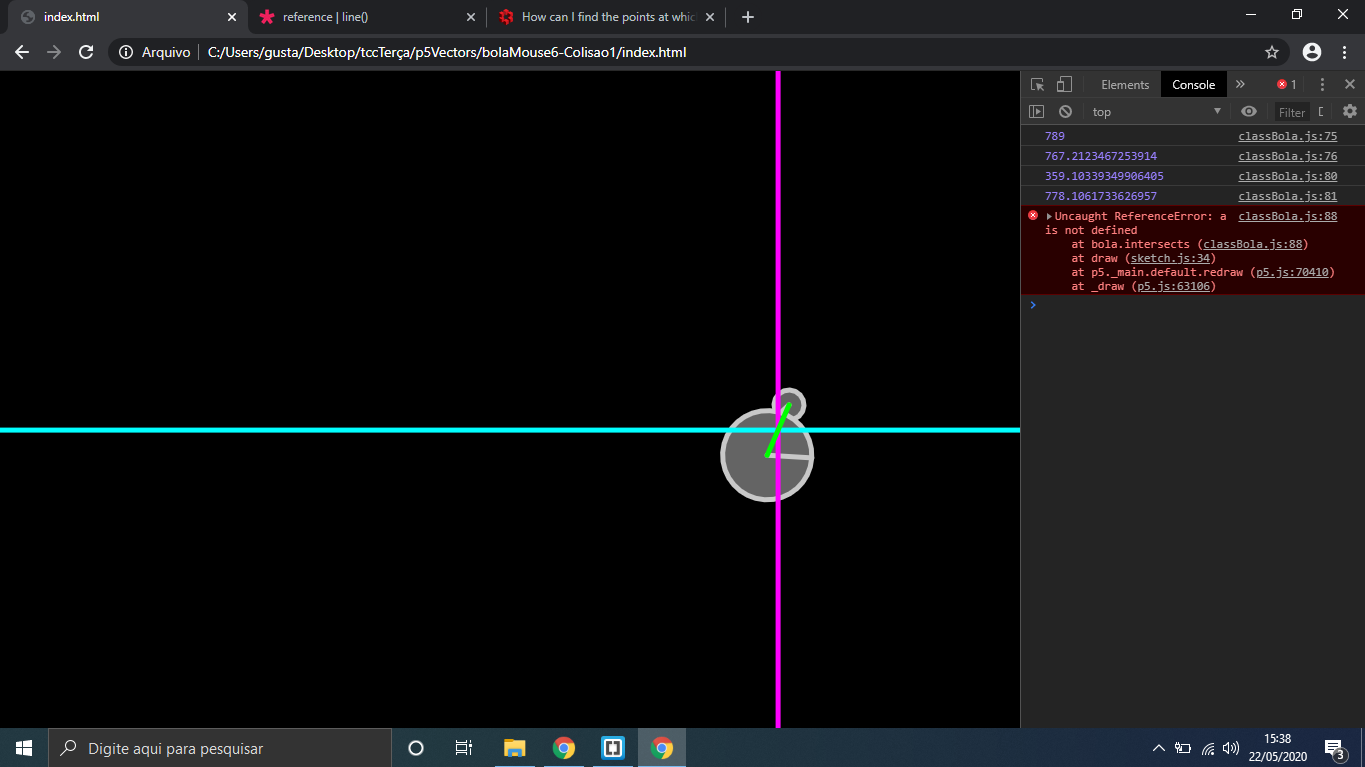 index.html
reference | line()
How can I find the points at whic
Arquivo
C:/Users/gusta/Desktop/tccTerça/p5Vectors/bolaMouse6-Colisao1/index.html
Elements
Console
1
top
Filter
789 classBola.js:75
767.2123467253914 classBola.js:76
359.10339349906405 classBola.js:80
778.1061733626957 classBola.js:81
Uncaught ReferenceError: a classBola.js:88
is not defined
at bola.intersects (classBola.js:88)
at draw (sketch.js:34)
at p5._main.default.redraw (p5.js:70410)
at _draw (p5.js:63106)
Digite aqui para pesquisar
15:38
22/05/2020
3